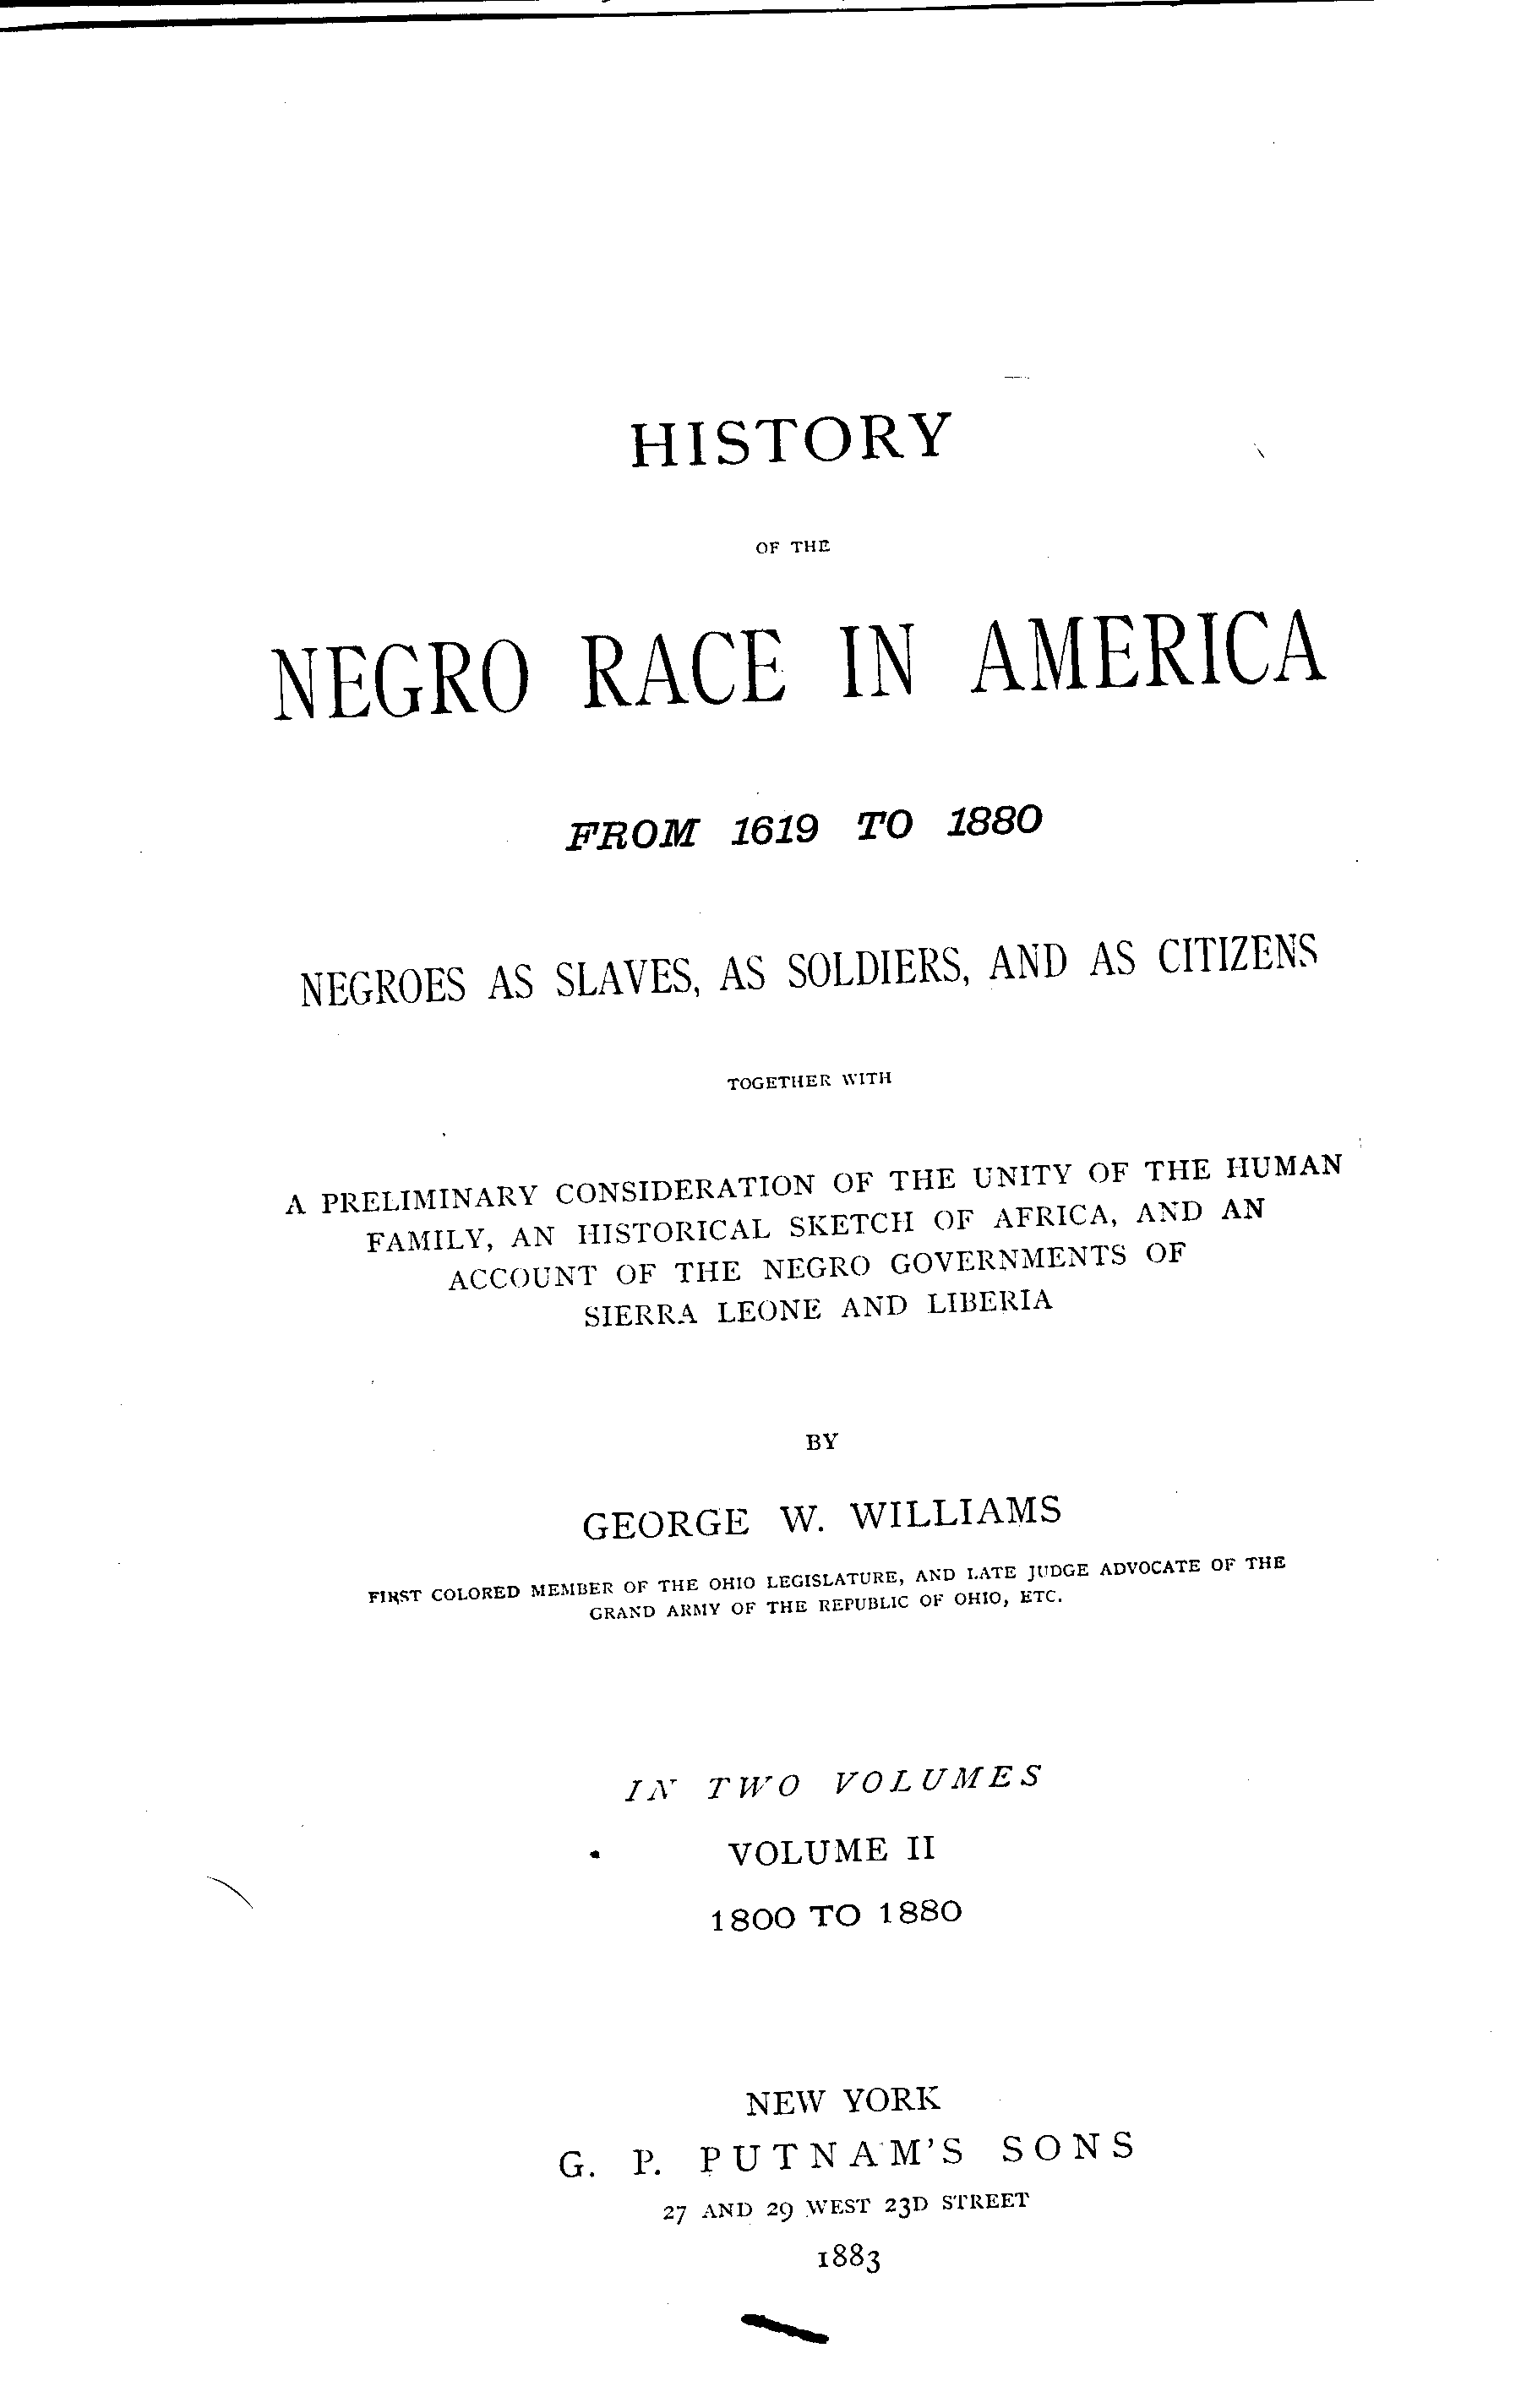 HISTORY
OF THE
NEGRO RACE IN AMERICA
FROM 1619 TO 1880
NEGROES AS SLAVES, AS SOLDIERS, AND AS CITIZENS
TOGETHER WITH
A PRELIMINARY CONSIDERATION OF THE UNITY OF THE HUMAN
FAMILY, AN HISTORICAL SKETCH OF AFRICA, AND AN
ACCOUNT OF THE NEGRO GOVERNMENTS OF
SIERRA LEONE AND LIBERIA
BY
GEORGE W. WILLIAMS
FIRST COLORED MEMBER OF THE OHIO LEGISLATURE, AND LATE JUDGE ADVOCATE OF THE
GRAND ARMY OF THE REPUBLIC OF OHIO, ETC.
IN TWO VOLUMES
VOLUME II
1800 TO 1880
NEW YORK
G. P. PUTNAM'S SONS
27 AND 29 WEST 23D STREET
1883